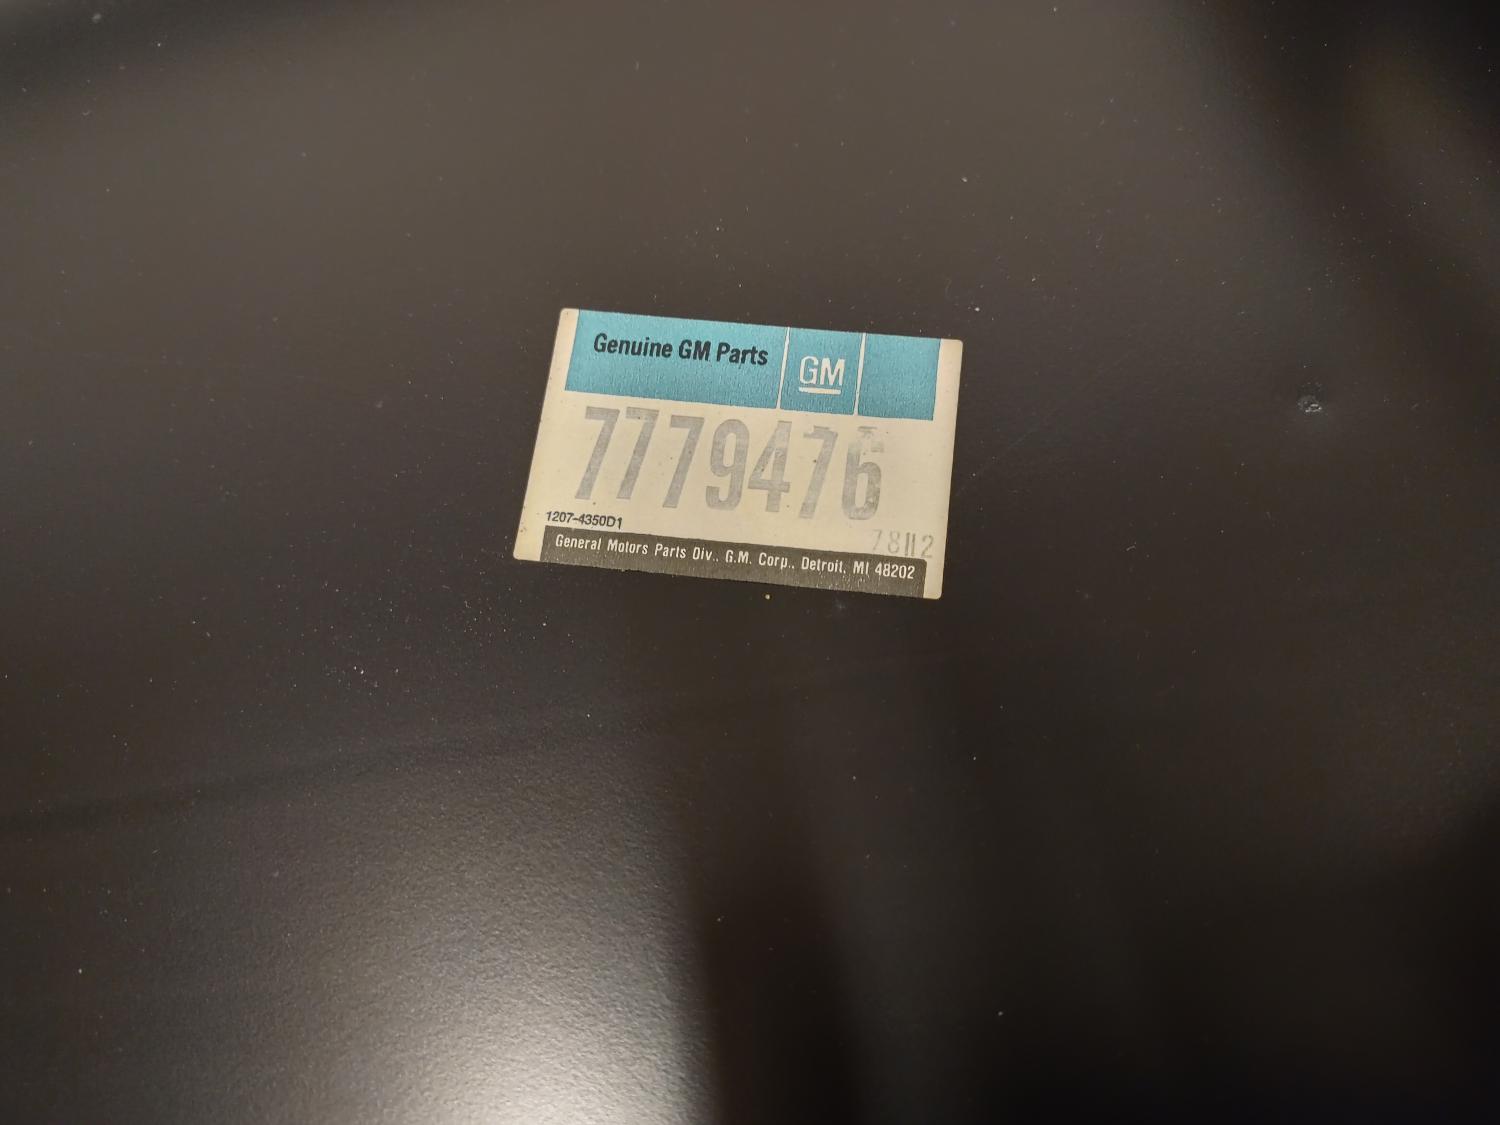 Genuine GM Parts
GM
7779476
1207-4350D1
78112
General Motors Parts Div., G.M. Corp., Detroit, MI 48202